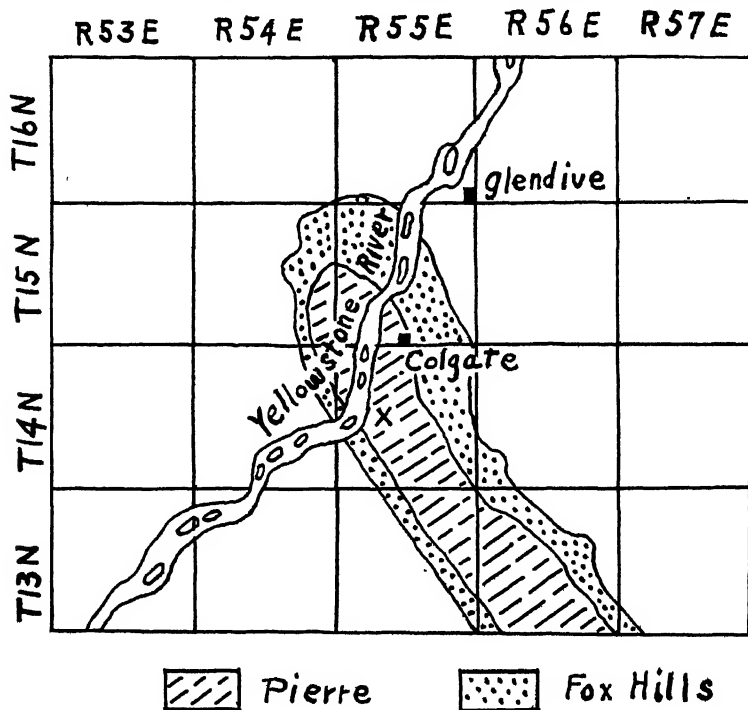 R53E R54E R55E R56E R57E
T16N
glendive
T15N
Yellowstone River
Colgate
T14N
X
T13N
Pierre Fox Hills